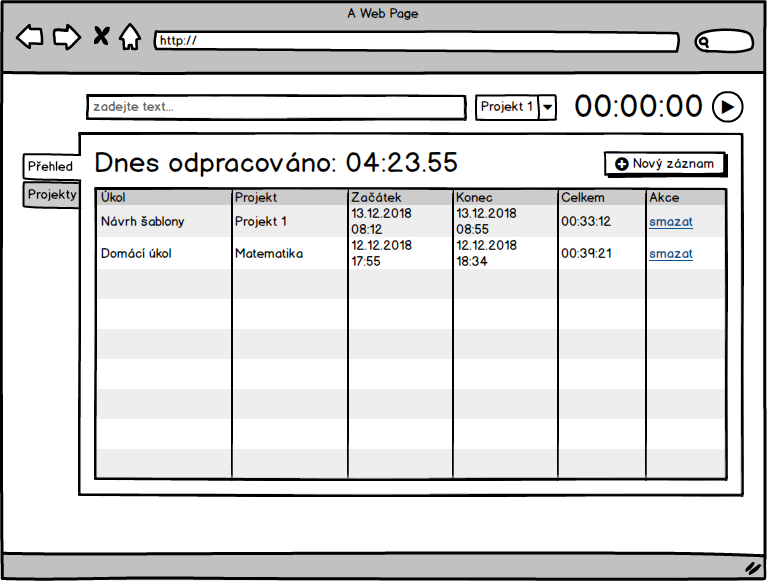 A Web Page
http://
zadejte text...
Projekt 1
00:00:00
Přehled
Projekty
Dnes odpracováno: 04:23.55
Nový záznam
Úkol Projekt Začátek Konec Celkem Akce
Návrh šablony Projekt 1 13.12.2018 08:12 13.12.2018 08:55 00:33:12 smazat
Domácí úkol Matematika 12.12.2018 17:55 12.12.2018 18:34 00:39:21 smazat